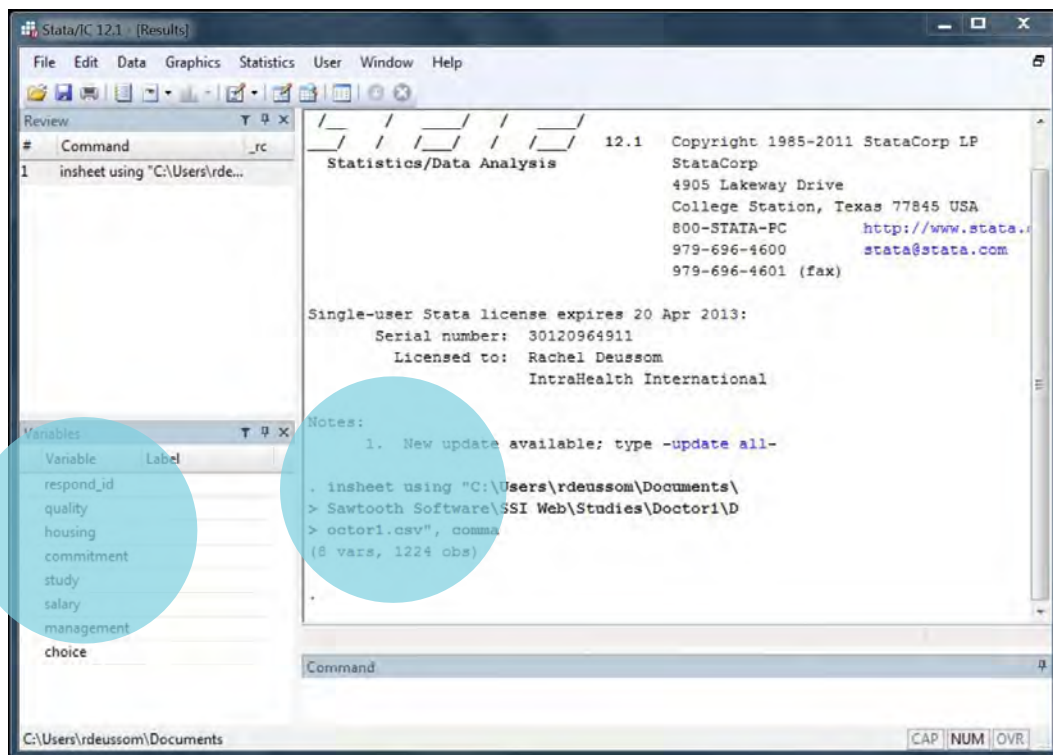 Stata/IC 12.1 - [Results]
File Edit Data Graphics Statistics User Window Help
Review
# Command _rc
1 insheet using "C:\Users\rde...
Variables
Variable Label
respond_id
quality
housing
commitment
study
salary
management
choice
12.1 Copyright 1985-2011 StataCorp LP
Statistics/Data Analysis StataCorp
4905 Lakeway Drive
College Station, Texas 77845 USA
800-STATA-PC http://www.stata.
979-696-4600 stata@stata.com
979-696-4601 (fax)
Single-user Stata license expires 20 Apr 2013:
Serial number: 30120964911
Licensed to: Rachel Deussom
IntraHealth International
Notes:
1. New update available; type -update all-
. insheet using "C:\Users\rdeussom\Documents\
> Sawtooth Software\SSI Web\Studies\Doctor1\D
> octor1.csv", comma
(8 vars, 1224 obs)
.
Command
C:\Users\rdeussom\Documents
CAP NUM OVR